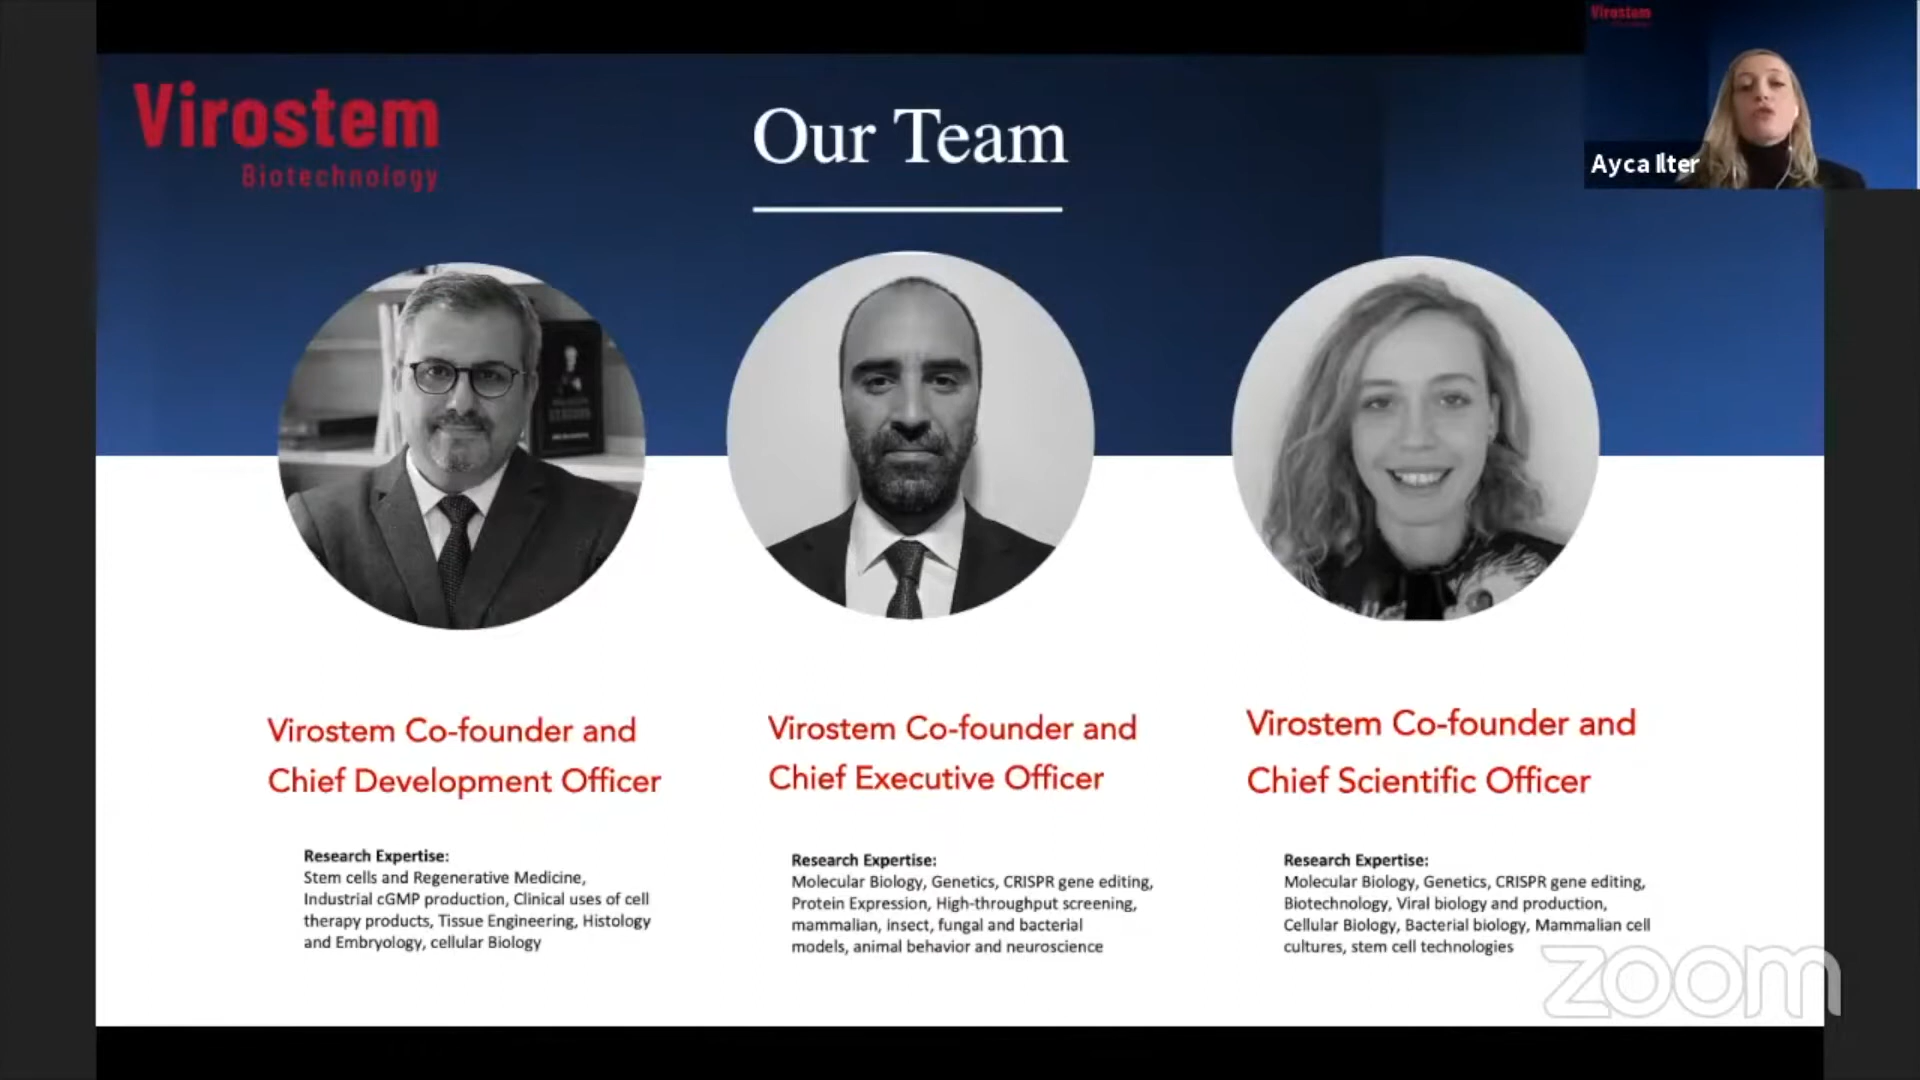 Virostem
Biotechnology
Our Team
Virostem
Ayca Ilter
Virostem Co-founder and
Chief Development Officer
Research Expertise:
Stem cells and Regenerative Medicine,
Industrial cGMP production, Clinical uses of cell
therapy products, Tissue Engineering, Histology
and Embryology, cellular Biology
Virostem Co-founder and
Chief Executive Officer
Research Expertise:
Molecular Biology, Genetics, CRISPR gene editing,
Protein Expression, High-throughput screening,
mammalian, insect, fungal and bacterial
models, animal behavior and neuroscience
Virostem Co-founder and
Chief Scientific Officer
Research Expertise:
Molecular Biology, Genetics, CRISPR gene editing,
Biotechnology, Viral biology and production,
Cellular Biology, Bacterial biology, Mammalian cell
cultures, stem cell technologies
zoom